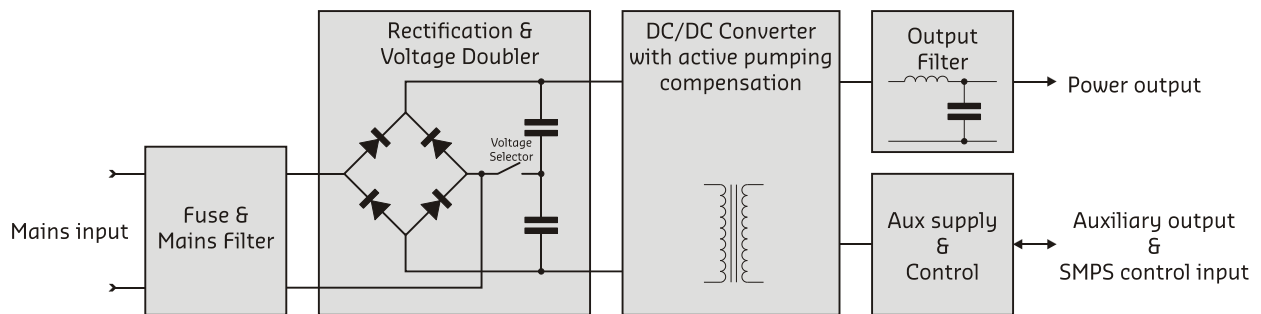 Mains input
Fuse &
Mains Filter
Rectification &
Voltage Doubler
Voltage
Selector
DC/DC Converter
with active pumping
compensation
Output
Filter
Power output
Aux supply
&
Control
Auxiliary output
&
SMPS control input